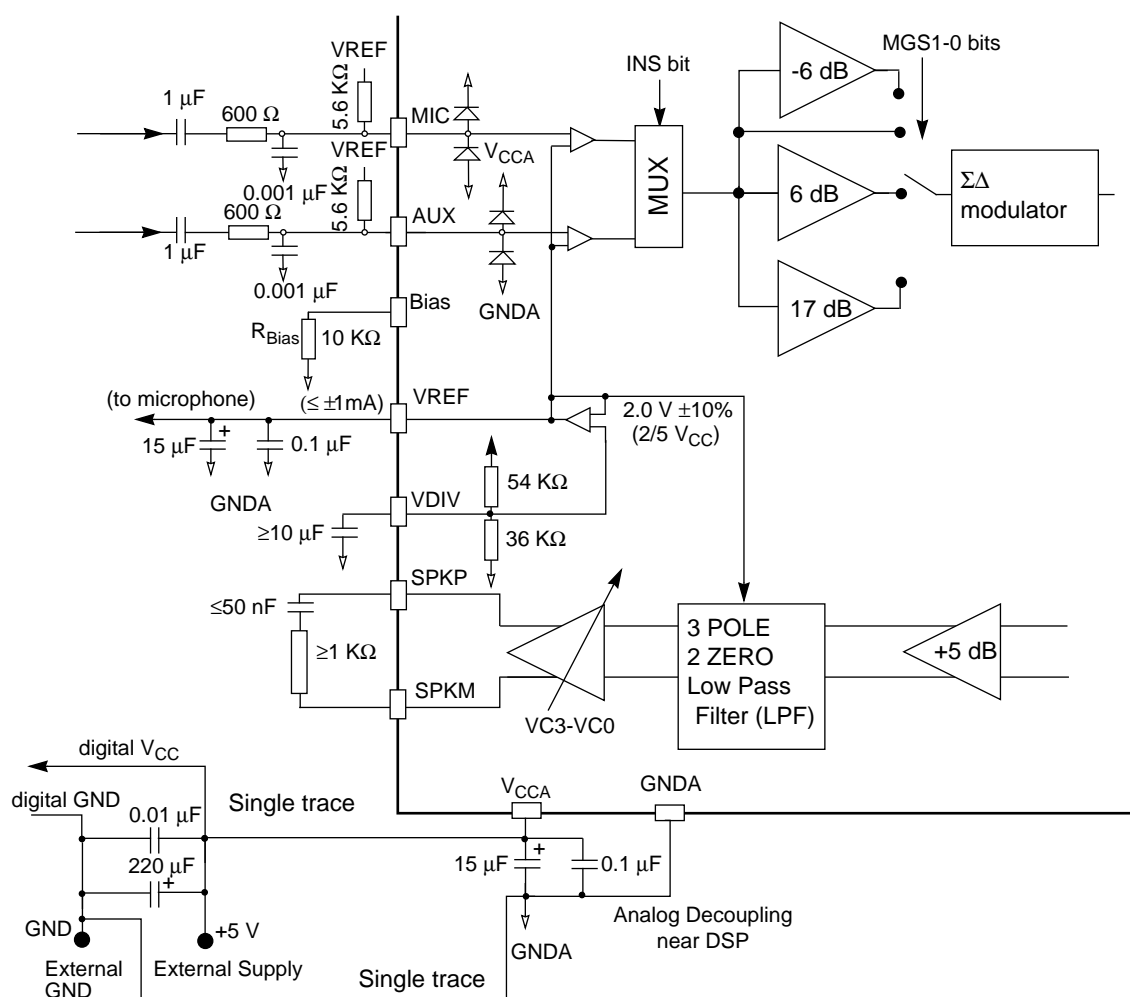 VREF
5.6 KΩ
1 μF
600 Ω
MIC
0.001 μF
VREF
5.6 KΩ
V_CCA
INS bit
MUX
MGS1-0 bits
-6 dB
6 dB
17 dB
ΣΔ
modulator
600 Ω
1 μF
AUX
0.001 μF
GNDA
Bias
R_Bias
10 KΩ
(to microphone)
(≤ ±1mA)
VREF
2.0 V ±10%
(2/5 V_CC)
15 μF
+
0.1 μF
GNDA
54 KΩ
VDIV
≥10 μF
36 KΩ
SPKP
≤50 nF
≥1 KΩ
SPKM
VC3-VC0
3 POLE
2 ZERO
Low Pass
Filter (LPF)
+5 dB
digital V_CC
digital GND
0.01 μF
Single trace
220 μF
+
V_CCA
GNDA
15 μF
+
0.1 μF
GND
+5 V
External
GND
External Supply
GNDA
Analog Decoupling
near DSP
Single trace